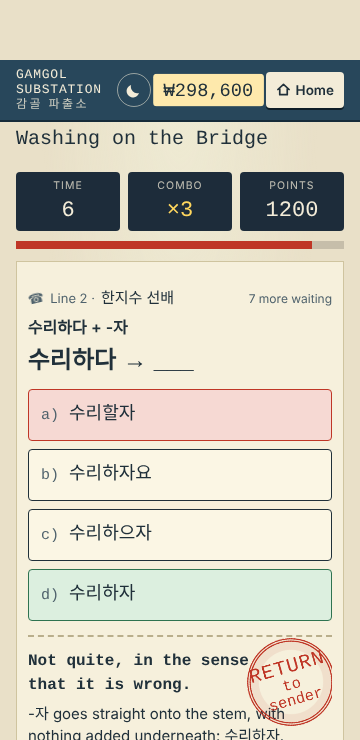 GAMGOL
SUBSTATION
감골 파출소
₩298,600
Home
Washing on the Bridge
TIME
6
COMBO
×3
POINTS
1200
☎ Line 2 · 한지수 선배
7 more waiting
수리하다 + -자
수리하다 → ___
a) 수리할자
b) 수리하자요
c) 수리하으자
d) 수리하자
Not quite, in the sense
that it is wrong.
RETURN
to
sender
-자 goes straight onto the stem, with
nothing added underneath: 수리하자.